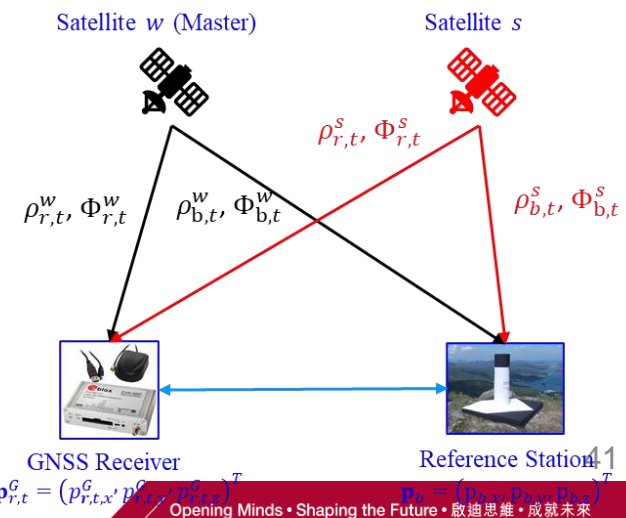 Satellite w (Master)
Satellite s
ρ^s_{r,t}, Φ^s_{r,t}
ρ^w_{r,t}, Φ^w_{r,t}
ρ^w_{b,t}, Φ^w_{b,t}
ρ^s_{b,t}, Φ^s_{b,t}
blox
GNSS Receiver
Reference Station
41
p^G_{r,t} = (p^G_{r,t,x}, p^G_{r,t,y}, p^G_{r,t,z})^T
p_b = (p_{b,x}, p_{b,y}, p_{b,z})^T
Opening Minds • Shaping the Future • 啟迪思維 • 成就未來